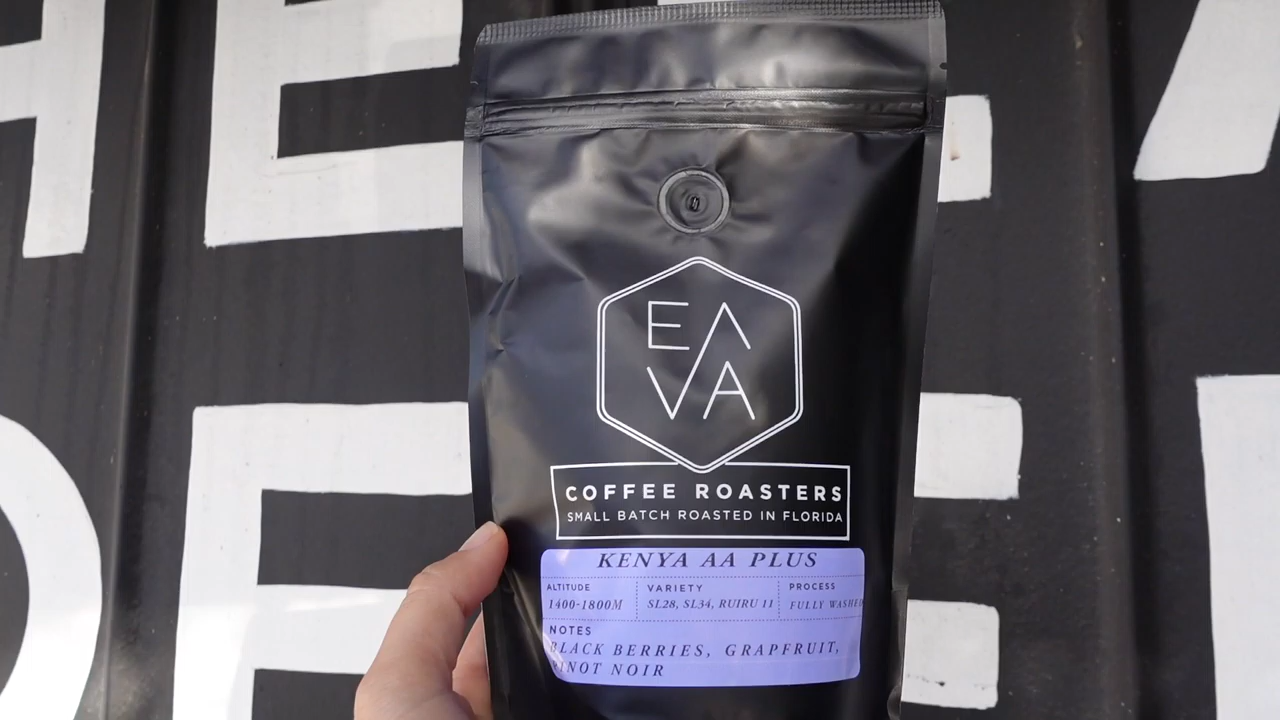 EA
VA
COFFEE ROASTERS
SMALL BATCH ROASTED IN FLORIDA
KENYA AA PLUS
ALTITUDE
1400-1800M
VARIETY
SL28, SL34, RUIRU 11
PROCESS
FULLY WASHED
NOTES
BLACK BERRIES, GRAPFRUIT,
PINOT NOIR